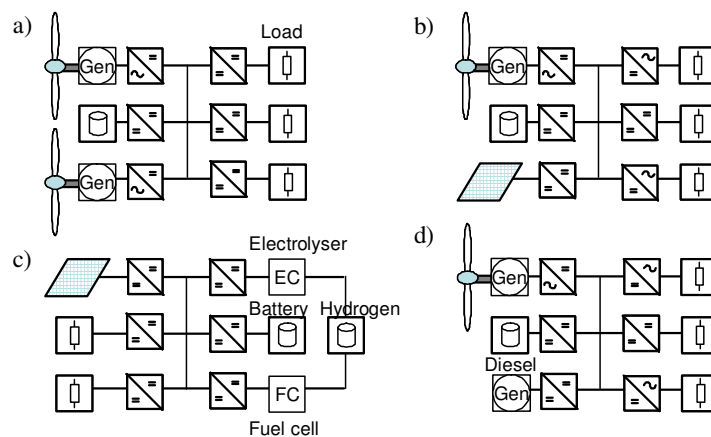 a)
Load
Gen
Gen
b)
Gen
c)
Electrolyser
EC
Battery
Hydrogen
FC
Fuel cell
d)
Gen
Diesel
Gen